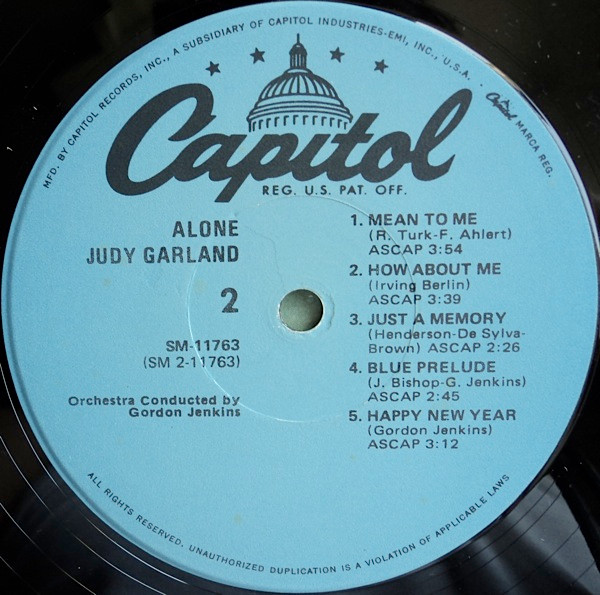 MFD. BY CAPITOL RECORDS, INC., A SUBSIDIARY OF CAPITOL INDUSTRIES-EMI, INC., U.S.A. · Capitol MARCA REG.
Capitol
REG. U.S. PAT. OFF.
ALONE
JUDY GARLAND
2
SM-11763
(SM 2-11763)
Orchestra Conducted by
Gordon Jenkins
1. MEAN TO ME
(R. Turk-F. Ahlert)
ASCAP 3:54
2. HOW ABOUT ME
(Irving Berlin)
ASCAP 3:39
3. JUST A MEMORY
(Henderson-De Sylva-
Brown) ASCAP 2:26
4. BLUE PRELUDE
(J. Bishop-G. Jenkins)
ASCAP 2:45
5. HAPPY NEW YEAR
(Gordon Jenkins)
ASCAP 3:12
ALL RIGHTS RESERVED. UNAUTHORIZED DUPLICATION IS A VIOLATION OF APPLICABLE LAWS